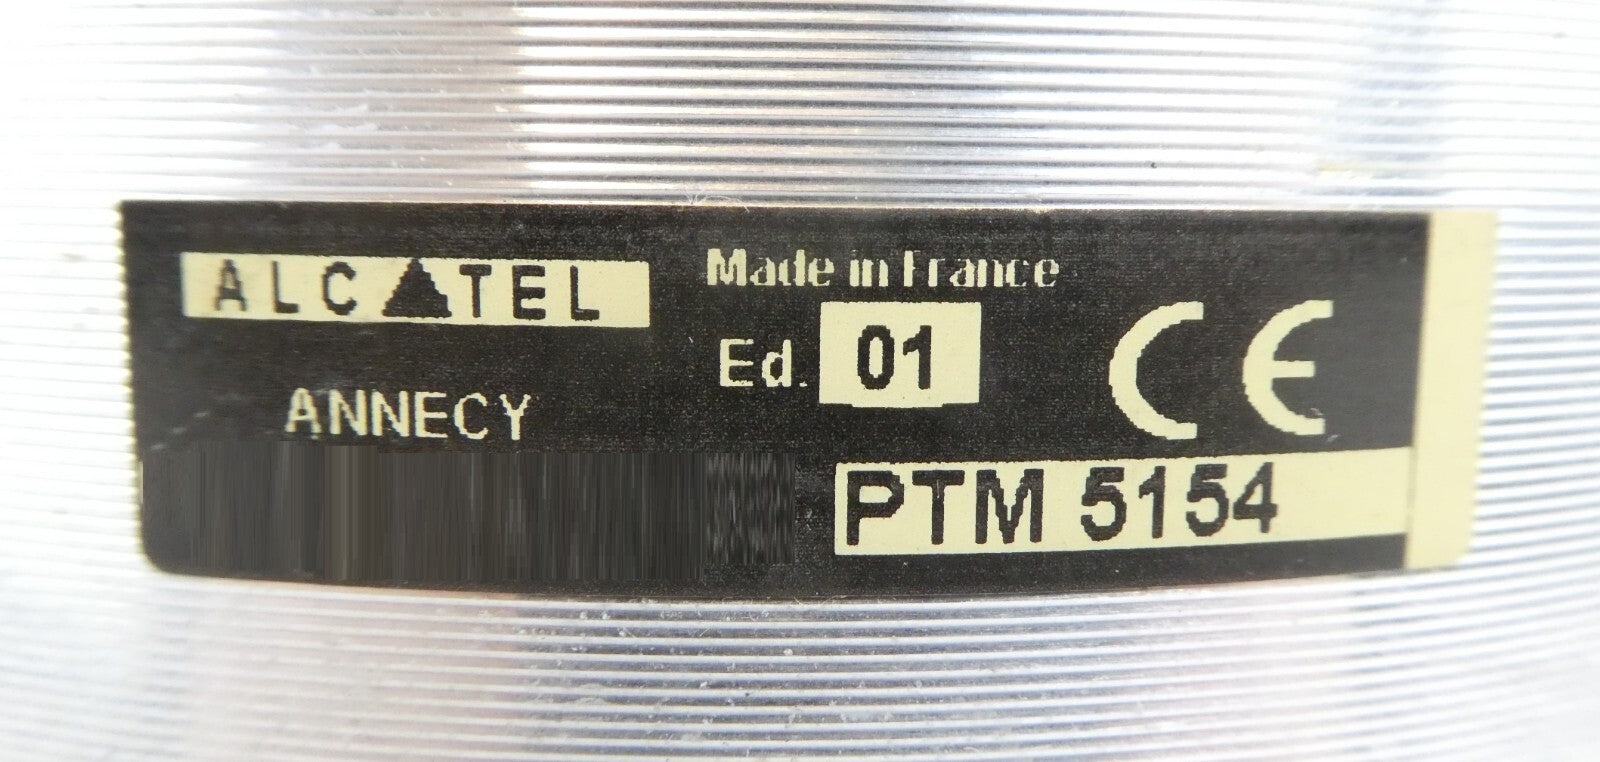 ALCATEL
Made in France
Ed. 01
CE
ANNECY
PTM 5154